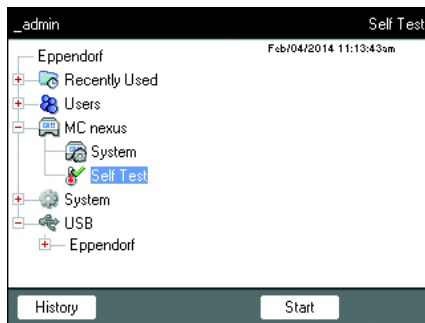 _admin Self Test
Feb/04/2014 11:13:43am
Eppendorf
Recently Used
Users
MC nexus
System
Self Test
System
USB
Eppendorf
History Start